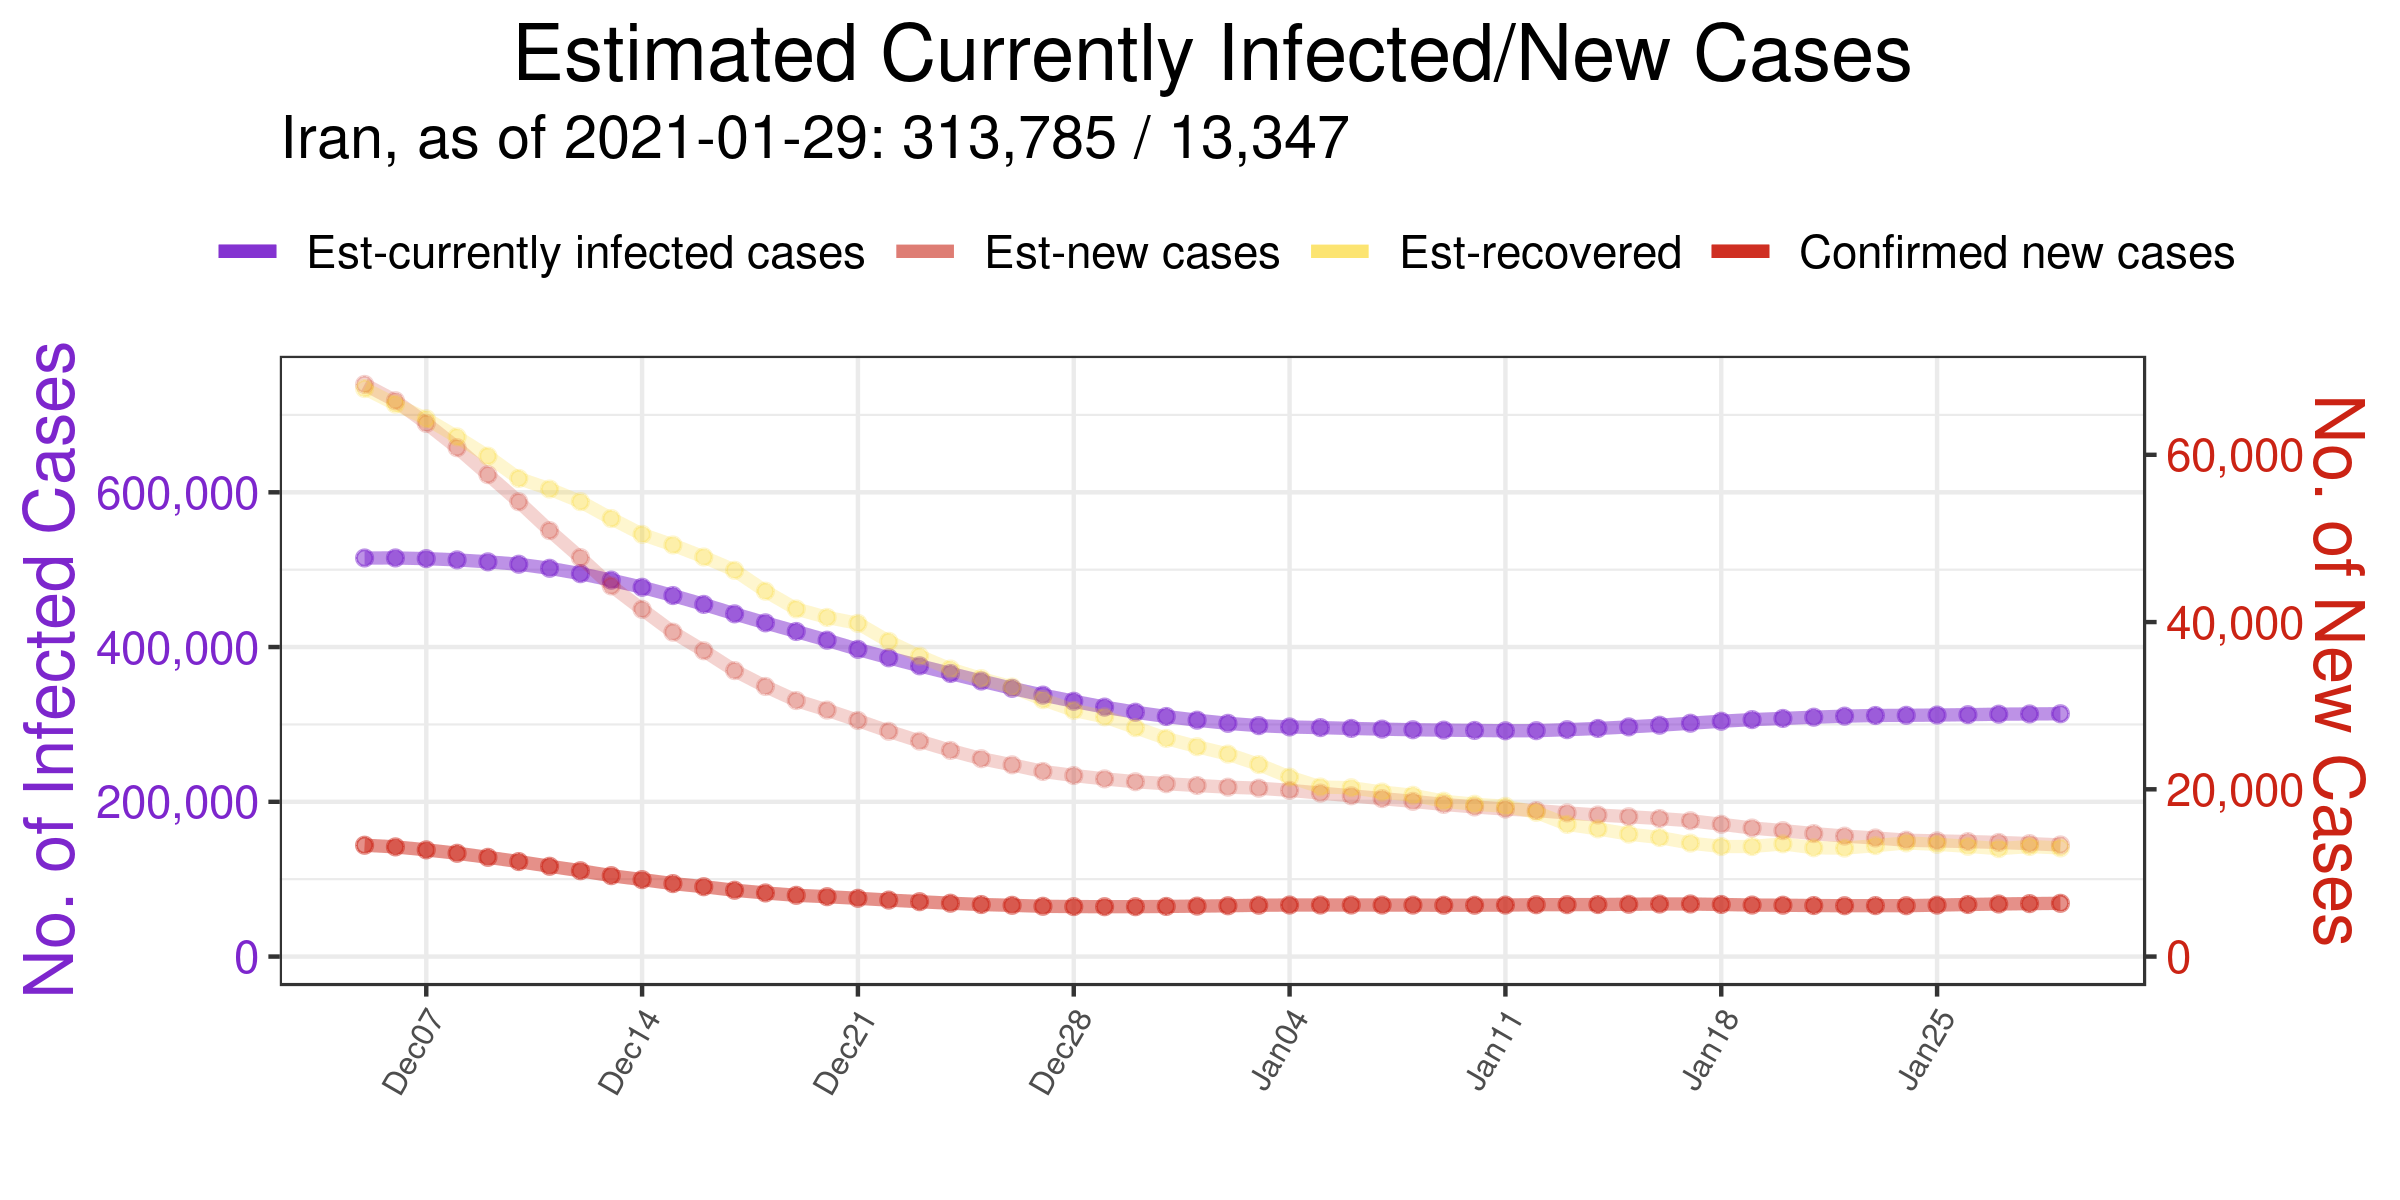 Estimated Currently Infected/New Cases
Iran, as of 2021-01-29: 313,785 / 13,347
Est-currently infected cases Est-new cases Est-recovered Confirmed new cases
No. of Infected Cases
600,000
400,000
200,000
0
60,000
40,000
20,000
0
No. of New Cases
Dec07 Dec14 Dec21 Dec28 Jan04 Jan11 Jan18 Jan25